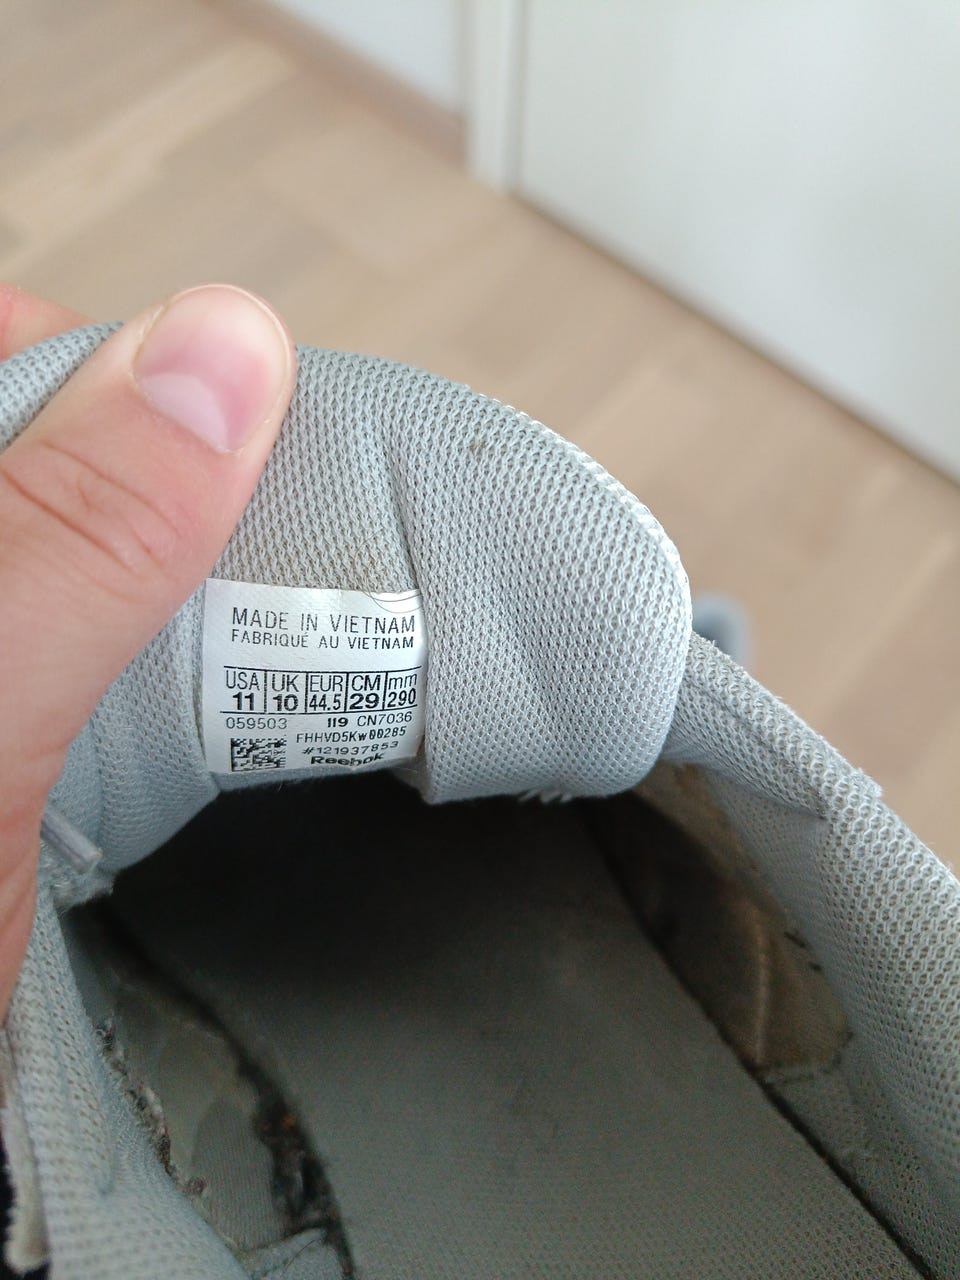 MADE IN VIETNAM
FABRIQUÉ AU VIETNAM
USA UK EUR CM mm
11 10 44.5 29 290
059503 119 CN7036
FHHVD5Kw00285
#121937853
Reebok